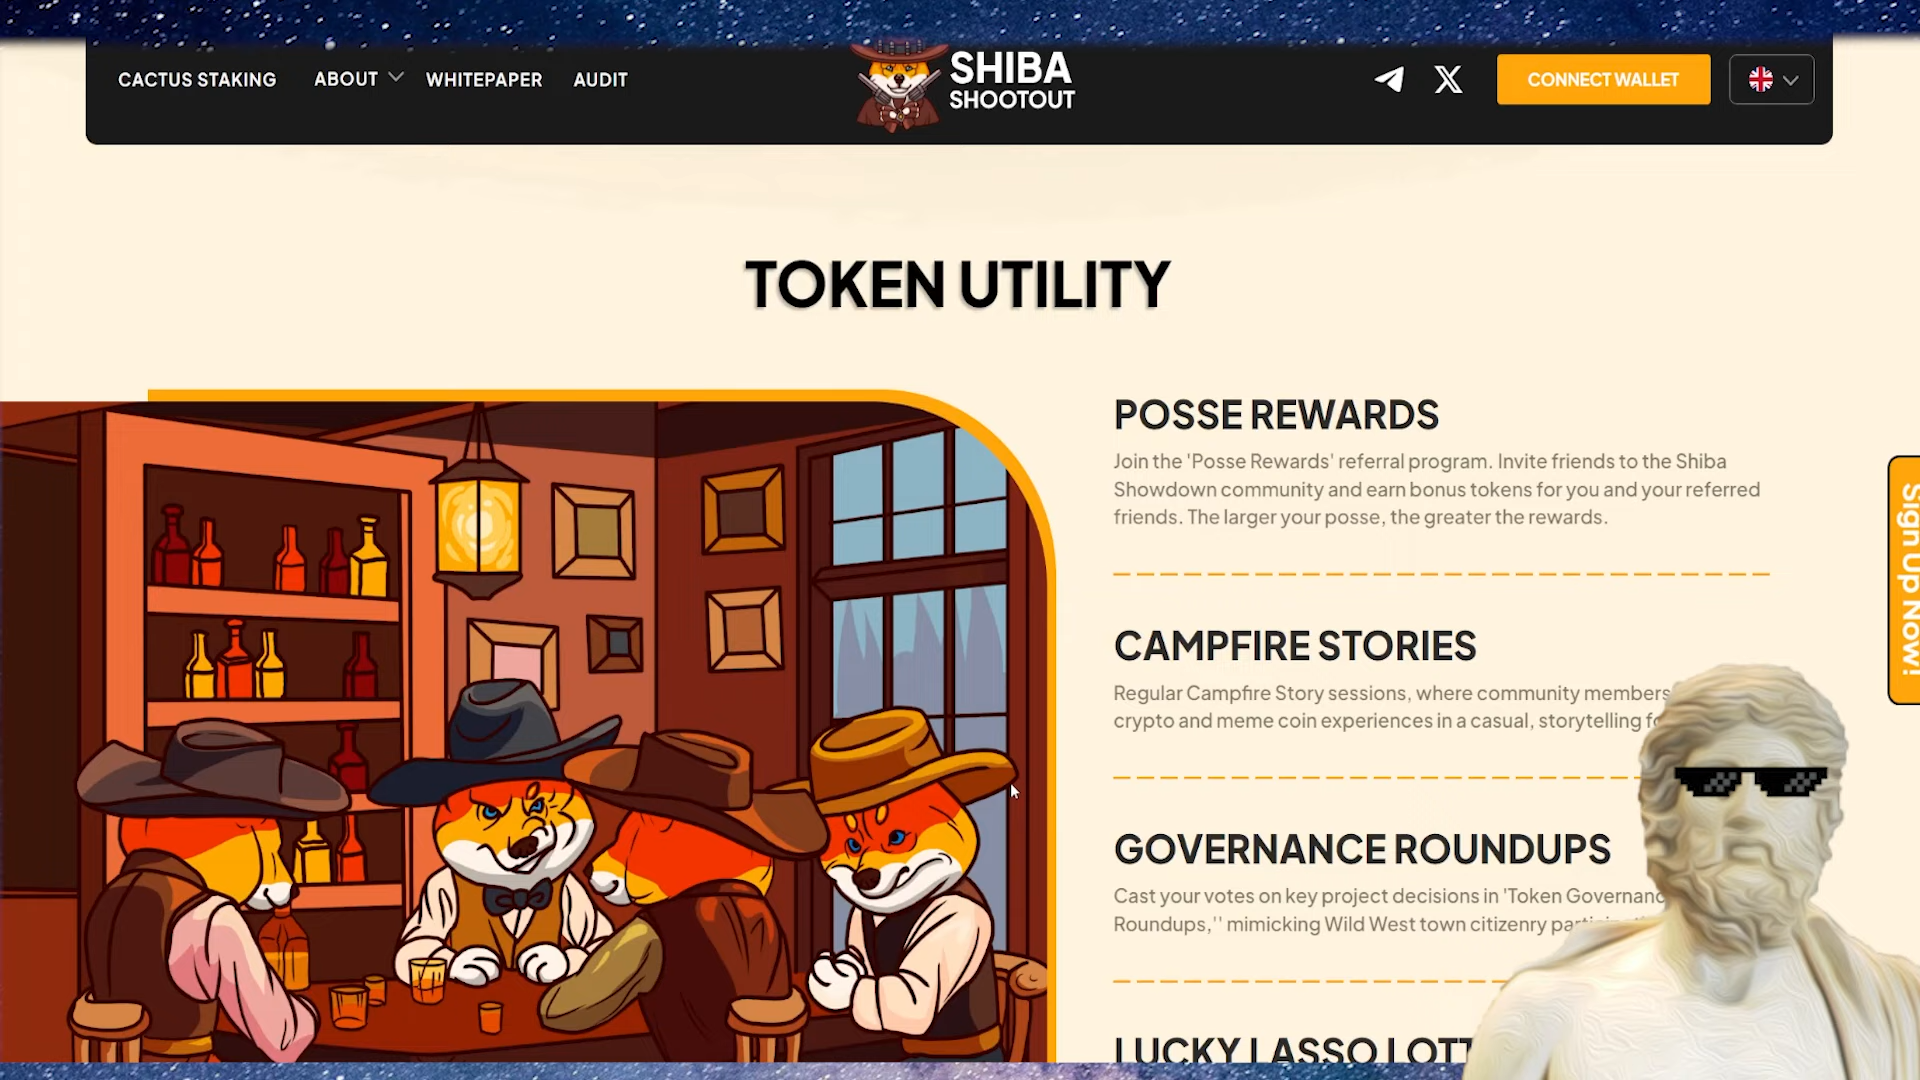 CACTUS STAKING
ABOUT
WHITEPAPER
AUDIT
SHIBA
SHOOTOUT
CONNECT WALLET
TOKEN UTILITY
POSSE REWARDS
Join the 'Posse Rewards' referral program. Invite friends to the Shiba
Showdown community and earn bonus tokens for you and your referred
friends. The larger your posse, the greater the rewards.
Sign Up Now!
CAMPFIRE STORIES
Regular Campfire Story sessions, where community members
crypto and meme coin experiences in a casual, storytelling
GOVERNANCE ROUNDUPS
Cast your votes on key project decisions in 'Token
Roundups,'' mimicking Wild West town citizenry
LUCKY LASSO